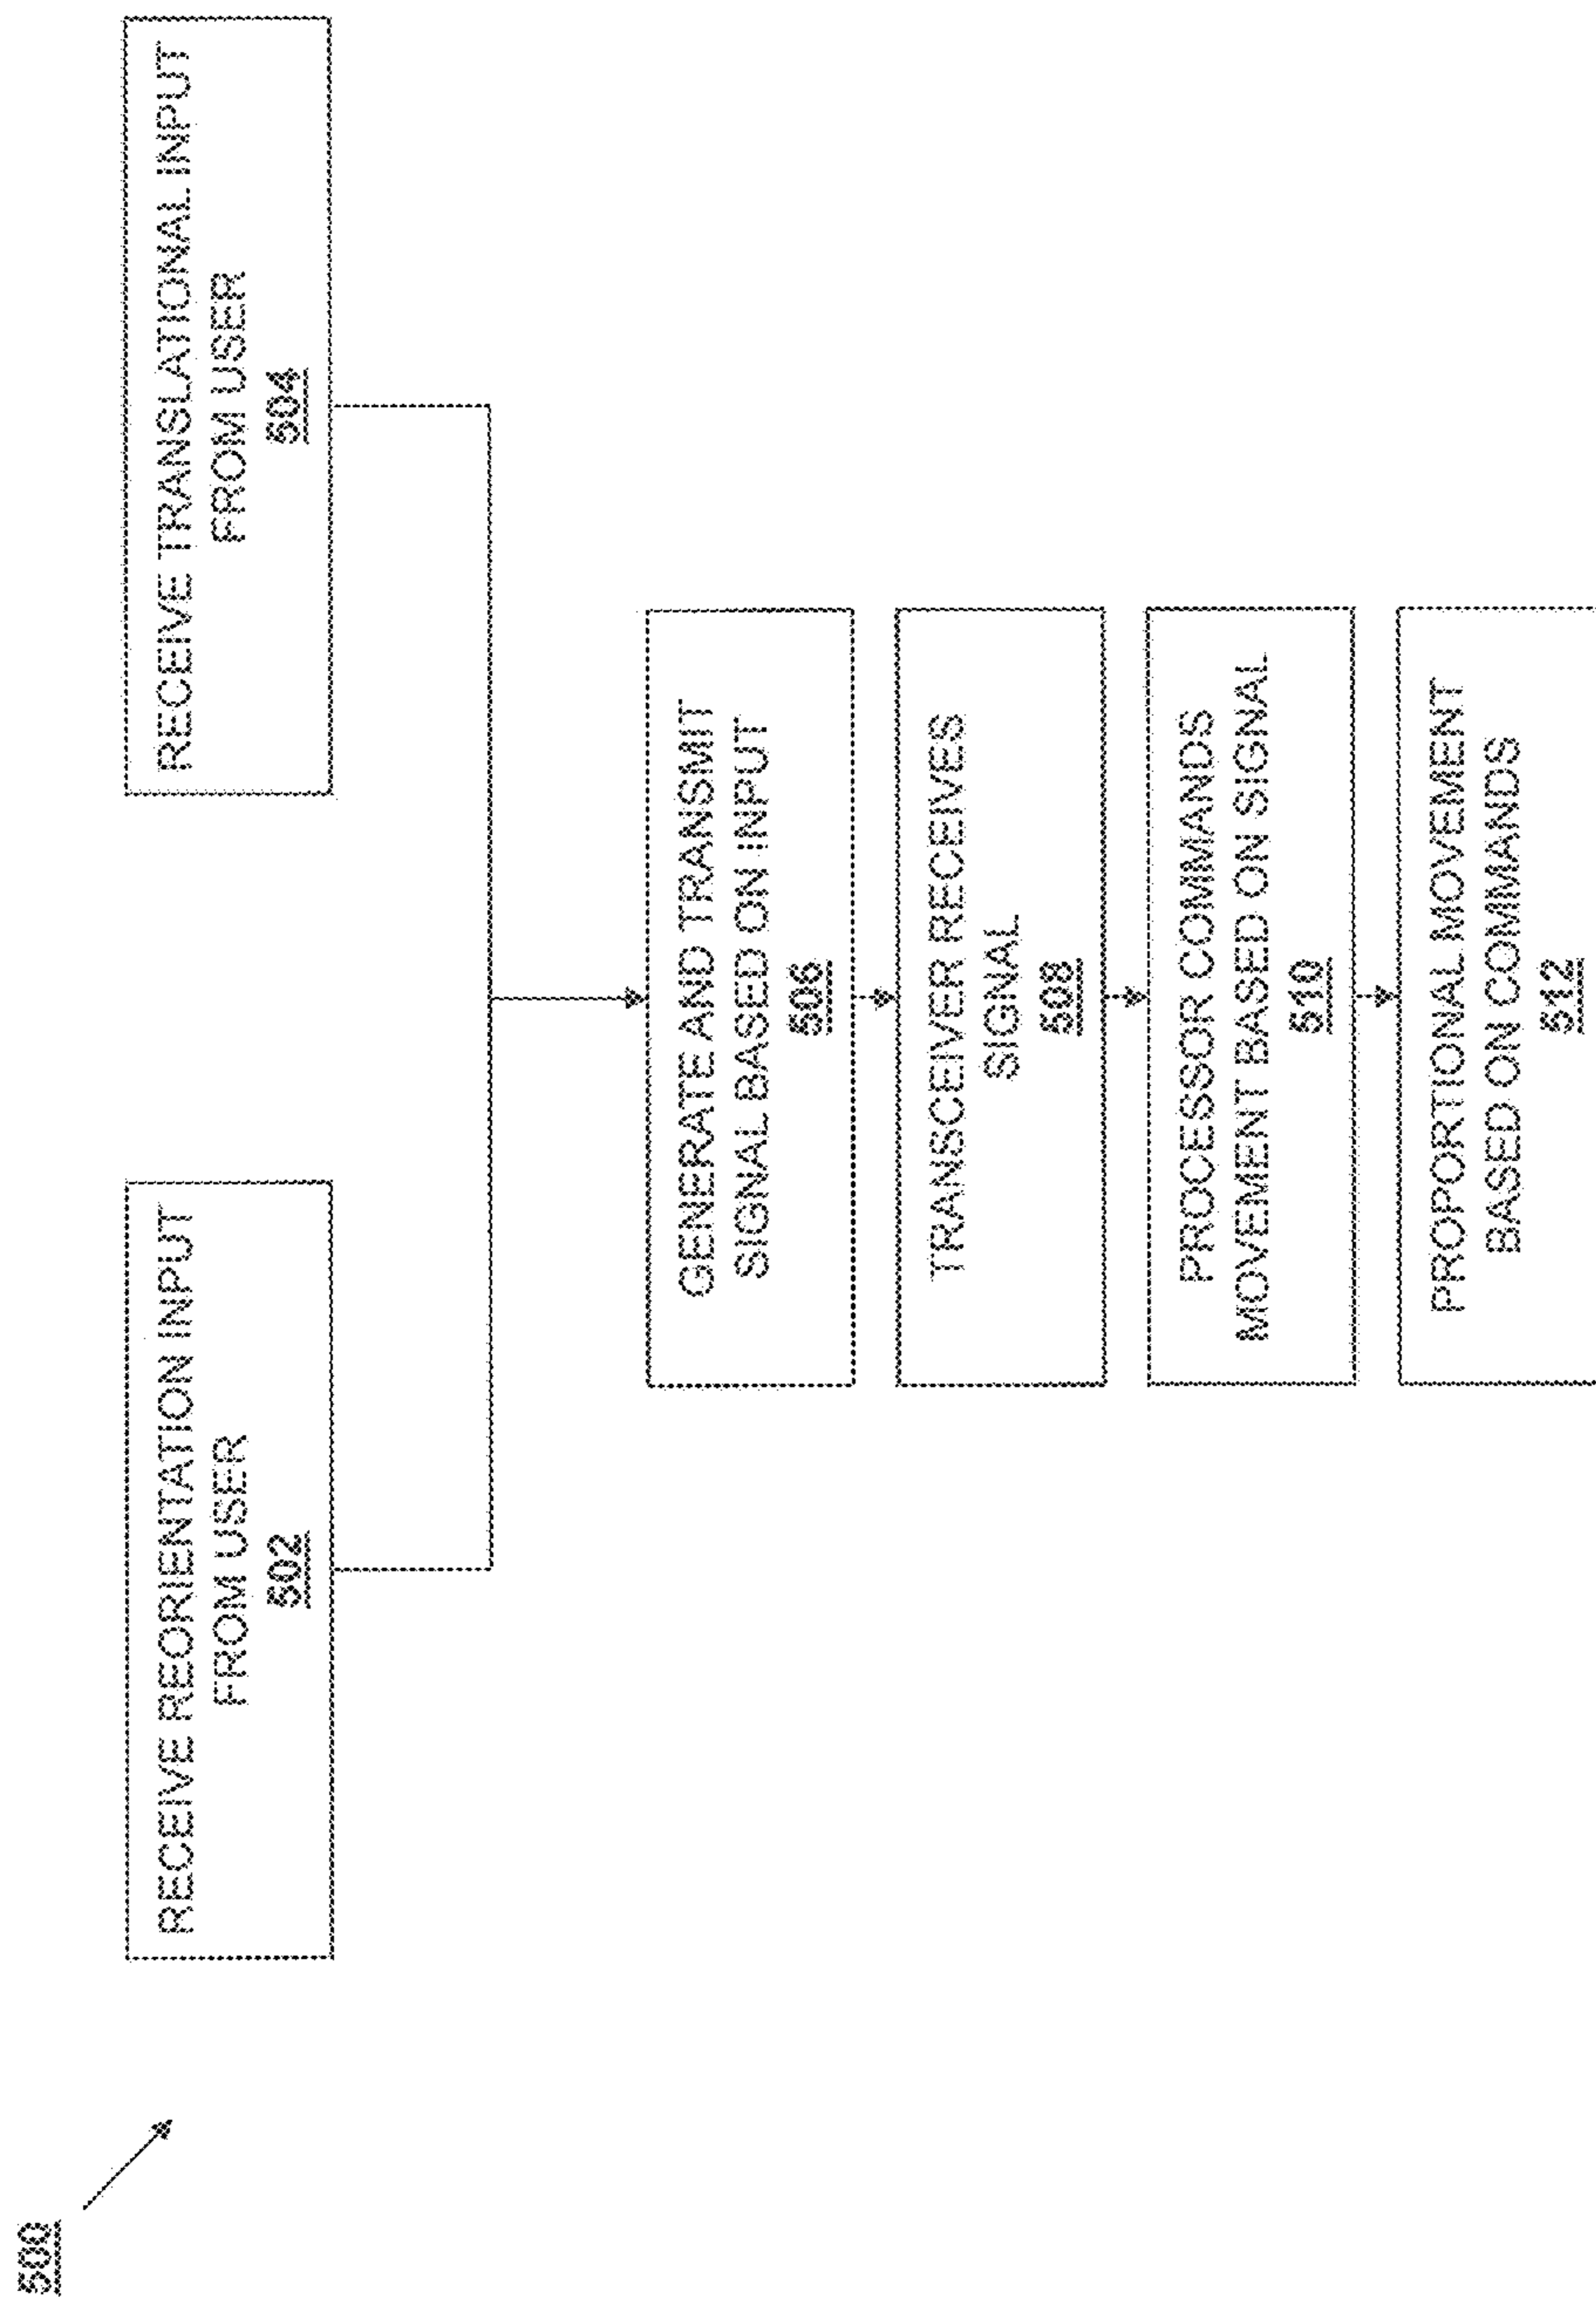 500
RECEIVE REORIENTATION INPUT
FROM USER
502
RECEIVE TRANSLATIONAL INPUT
FROM USER
504
GENERATE AND TRANSMIT
SIGNAL BASED ON INPUT
506
TRANSCEIVER RECEIVES
SIGNAL
508
PROCESSOR COMMANDS
MOVEMENT BASED ON SIGNAL
510
PROPORTIONAL MOVEMENT
BASED ON COMMANDS
512